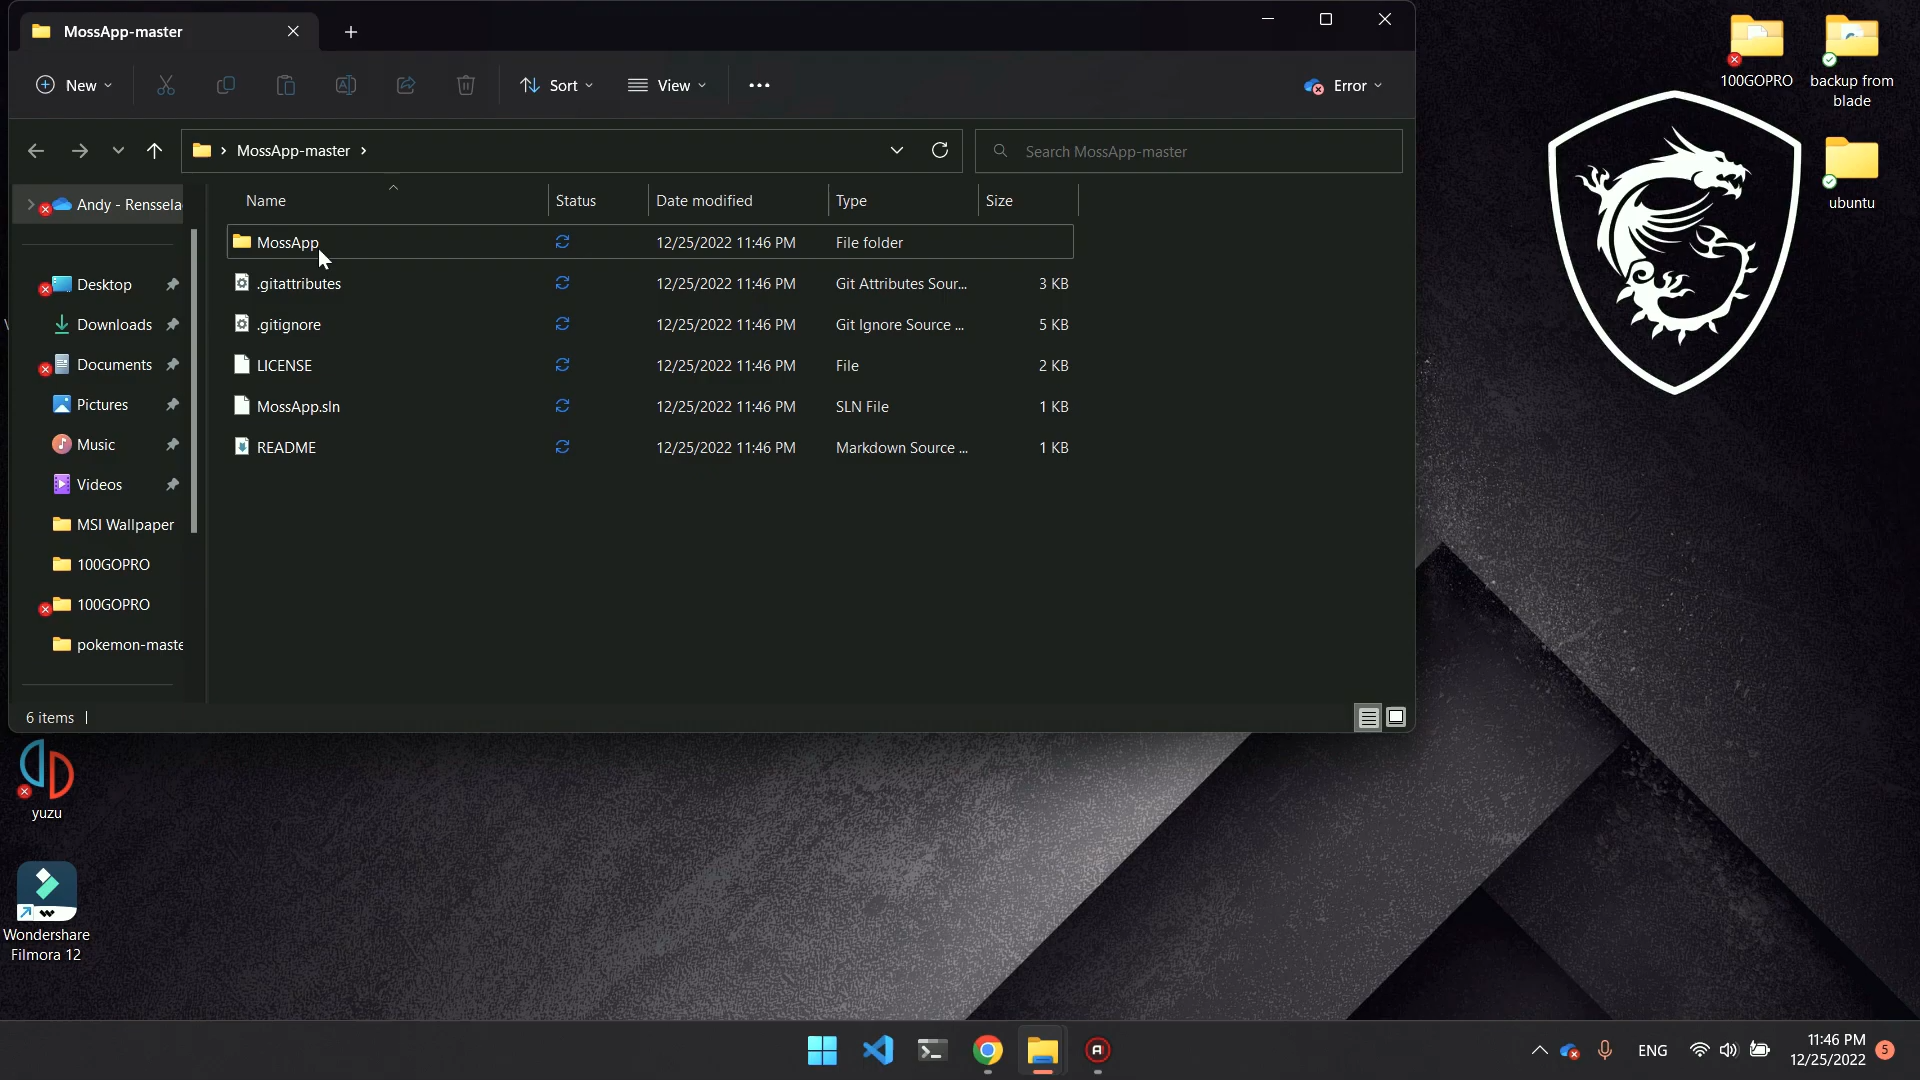 MossApp-master
New
Sort
View
Error
MossApp-master
Search MossApp-master
Name
Status
Date modified
Type
Size
Andy - Renssela
Desktop
Downloads
Documents
Pictures
Music
Videos
MSI Wallpaper
100GOPRO
100GOPRO
pokemon-maste
MossApp
12/25/2022 11:46 PM
File folder
.gitattributes
12/25/2022 11:46 PM
Git Attributes Sour...
3 KB
.gitignore
12/25/2022 11:46 PM
Git Ignore Source ...
5 KB
LICENSE
12/25/2022 11:46 PM
File
2 KB
MossApp.sln
12/25/2022 11:46 PM
SLN File
1 KB
README
12/25/2022 11:46 PM
Markdown Source ...
1 KB
6 items
100GOPRO
backup from
blade
ubuntu
yuzu
Wondershare
Filmora 12
ENG
11:46 PM
12/25/2022
5